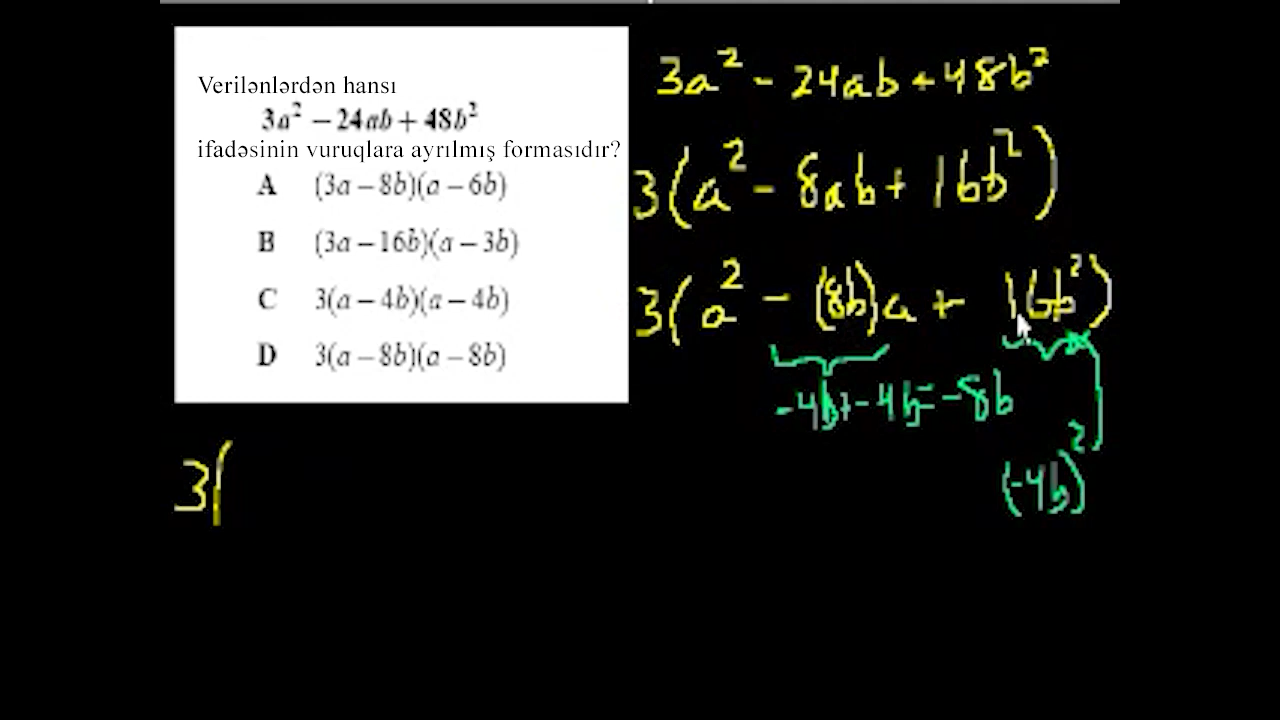 Verilənlərdən hansı
3a² − 24ab + 48b²
ifadəsinin vuruqlara ayrılmış formasıdır?
A (3a − 8b)(a − 6b)
B (3a − 16b)(a − 3b)
C 3(a − 4b)(a − 4b)
D 3(a − 8b)(a − 8b)
3a² - 24ab + 48b²
3(a² - 8ab + 16b²)
3(a² - (8b)a + 16b²)
-4b + -4b = -8b
(-4b)²
3(